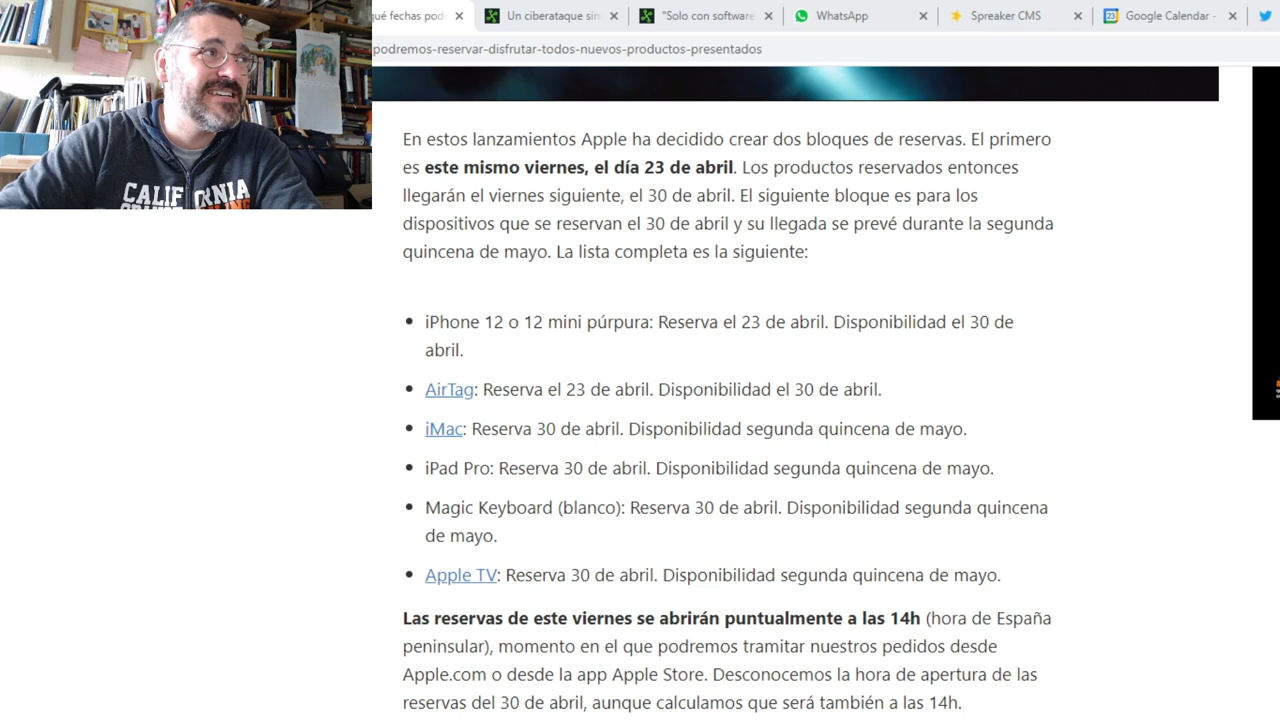 qué fechas pod
Un ciberataque sin
"Solo con software
WhatsApp
Spreaker CMS
Google Calendar -
23
podremos-reservar-disfrutar-todos-nuevos-productos-presentados
CALIFORNIA
En estos lanzamientos Apple ha decidido crear dos bloques de reservas. El primero
es este mismo viernes, el día 23 de abril. Los productos reservados entonces
llegarán el viernes siguiente, el 30 de abril. El siguiente bloque es para los
dispositivos que se reservan el 30 de abril y su llegada se prevé durante la segunda
quincena de mayo. La lista completa es la siguiente:
iPhone 12 o 12 mini púrpura: Reserva el 23 de abril. Disponibilidad el 30 de
abril.
AirTag: Reserva el 23 de abril. Disponibilidad el 30 de abril.
iMac: Reserva 30 de abril. Disponibilidad segunda quincena de mayo.
iPad Pro: Reserva 30 de abril. Disponibilidad segunda quincena de mayo.
Magic Keyboard (blanco): Reserva 30 de abril. Disponibilidad segunda quincena
de mayo.
Apple TV: Reserva 30 de abril. Disponibilidad segunda quincena de mayo.
Las reservas de este viernes se abrirán puntualmente a las 14h (hora de España
peninsular), momento en el que podremos tramitar nuestros pedidos desde
Apple.com o desde la app Apple Store. Desconocemos la hora de apertura de las
reservas del 30 de abril, aunque calculamos que será también a las 14h.